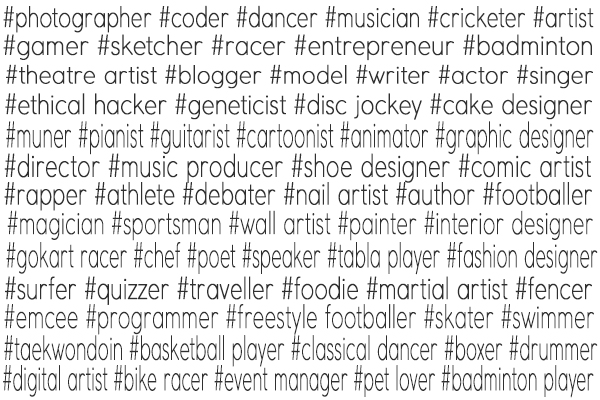 #photographer #coder #dancer #musician #cricketer #artist
#gamer #sketcher #racer #entrepreneur #badminton
#theatre artist #blogger #model #writer #actor #singer
#ethical hacker #geneticist #disc jockey #cake designer
#muner #pianist #guitarist #cartoonist #animator #graphic designer
#director #music producer #shoe designer #comic artist
#rapper #athlete #debater #nail artist #author #footballer
#magician #sportsman #wall artist #painter #interior designer
#gokart racer #chef #poet #speaker #tabla player #fashion designer
#surfer #quizzer #traveller #foodie #martial artist #fencer
#emcee #programmer #freestyle footballer #skater #swimmer
#taekwondoin #basketball player #classical dancer #boxer #drummer
#digital artist #bike racer #event manager #pet lover #badminton player